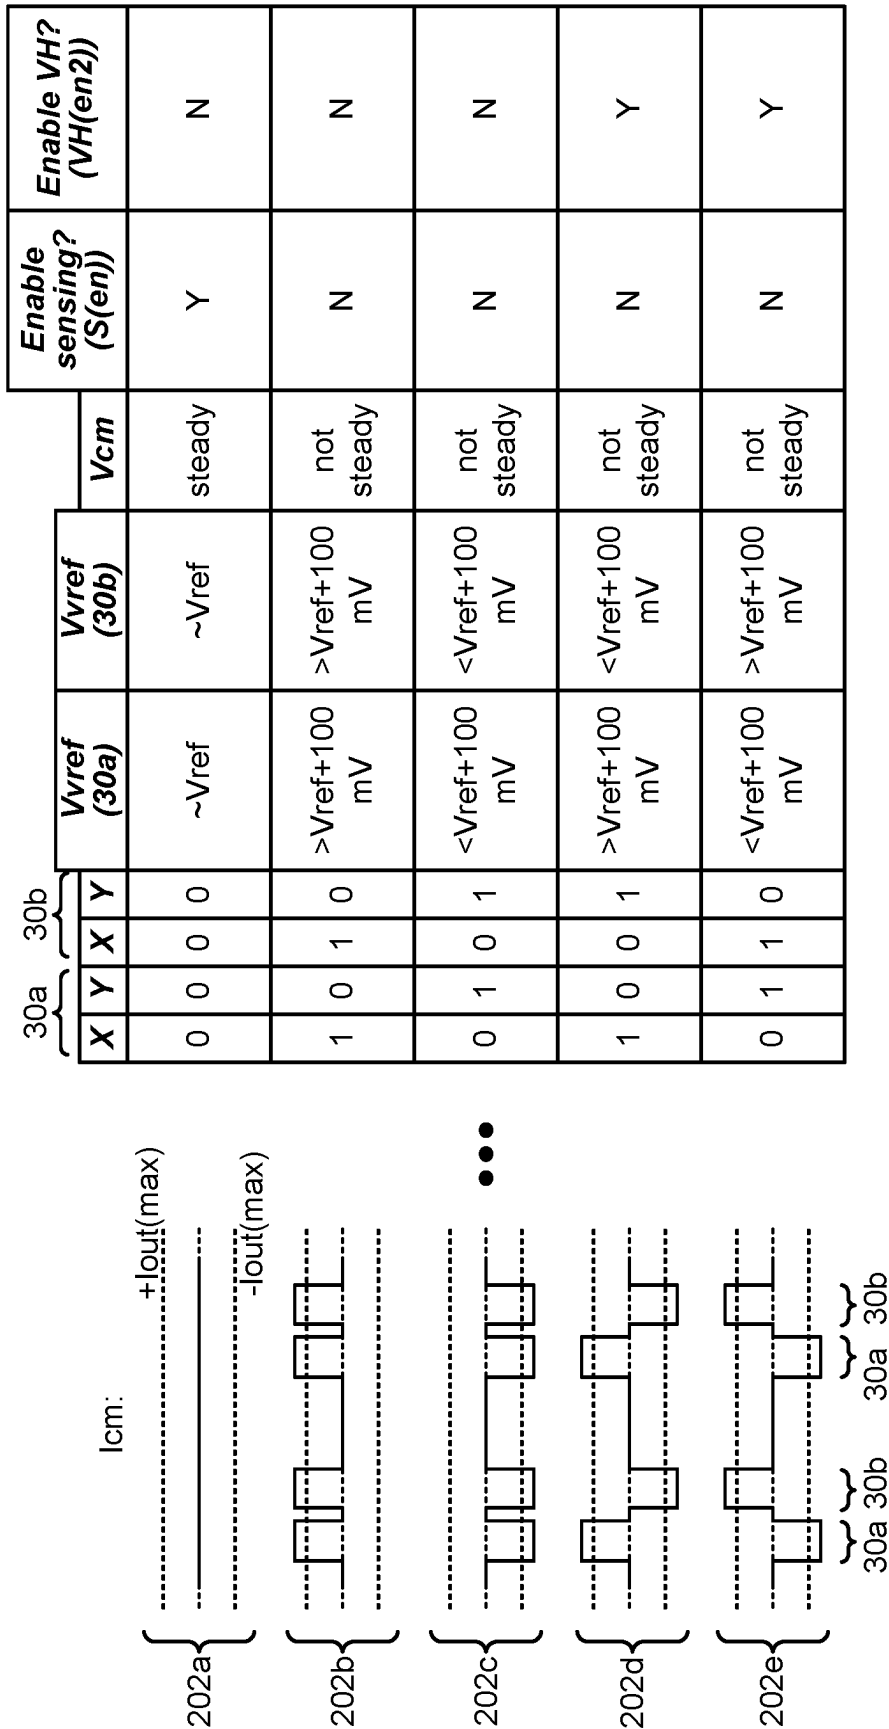 Icm:
+Iout(max)
-Iout(max)
202a
202b
202c
202d
202e
30a
30b
30a
30b
30a
30b
X Y X Y
Vvref
(30a)
Vvref
(30b)
Vcm
Enable
sensing?
(S(en))
Enable VH?
(VH(en2))
0 0 0 0 ~Vref ~Vref steady Y N
1 0 1 0 >Vref+100 >Vref+100 not N N
mV mV steady
0 1 0 1 <Vref+100 <Vref+100 not N N
mV mV steady
1 0 0 1 >Vref+100 <Vref+100 not N Y
mV mV steady
0 1 1 0 <Vref+100 >Vref+100 not N Y
mV mV steady